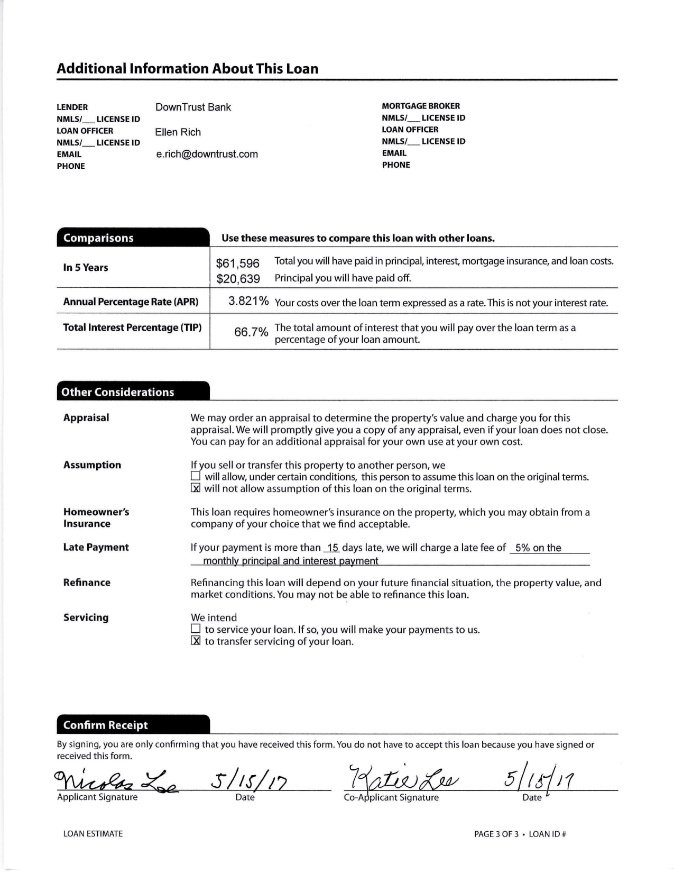 Additional Information About This Loan
LENDER DownTrust Bank
NMLS/__ LICENSE ID
LOAN OFFICER Ellen Rich
NMLS/__ LICENSE ID
EMAIL e.rich@downtrust.com
PHONE
MORTGAGE BROKER
NMLS/__ LICENSE ID
LOAN OFFICER
NMLS/__ LICENSE ID
EMAIL
PHONE
Comparisons Use these measures to compare this loan with other loans.
In 5 Years
$61,596 Total you will have paid in principal, interest, mortgage insurance, and loan costs.
$20,639 Principal you will have paid off.
Annual Percentage Rate (APR) 3.821% Your costs over the loan term expressed as a rate. This is not your interest rate.
Total Interest Percentage (TIP) 66.7% The total amount of interest that you will pay over the loan term as a
percentage of your loan amount.
Other Considerations
Appraisal We may order an appraisal to determine the property's value and charge you for this
appraisal. We will promptly give you a copy of any appraisal, even if your loan does not close.
You can pay for an additional appraisal for your own use at your own cost.
Assumption If you sell or transfer this property to another person, we
☐ will allow, under certain conditions, this person to assume this loan on the original terms.
☒ will not allow assumption of this loan on the original terms.
Homeowner's This loan requires homeowner's insurance on the property, which you may obtain from a
Insurance company of your choice that we find acceptable.
Late Payment If your payment is more than 15 days late, we will charge a late fee of 5% on the
monthly principal and interest payment
Refinance Refinancing this loan will depend on your future financial situation, the property value, and
market conditions. You may not be able to refinance this loan.
Servicing We intend
☐ to service your loan. If so, you will make your payments to us.
☒ to transfer servicing of your loan.
Confirm Receipt
By signing, you are only confirming that you have received this form. You do not have to accept this loan because you have signed or
received this form.
Nicolas Lee 5/15/17 Katie Lee 5/15/17
Applicant Signature Date Co-Applicant Signature Date
LOAN ESTIMATE PAGE 3 OF 3 • LOAN ID #